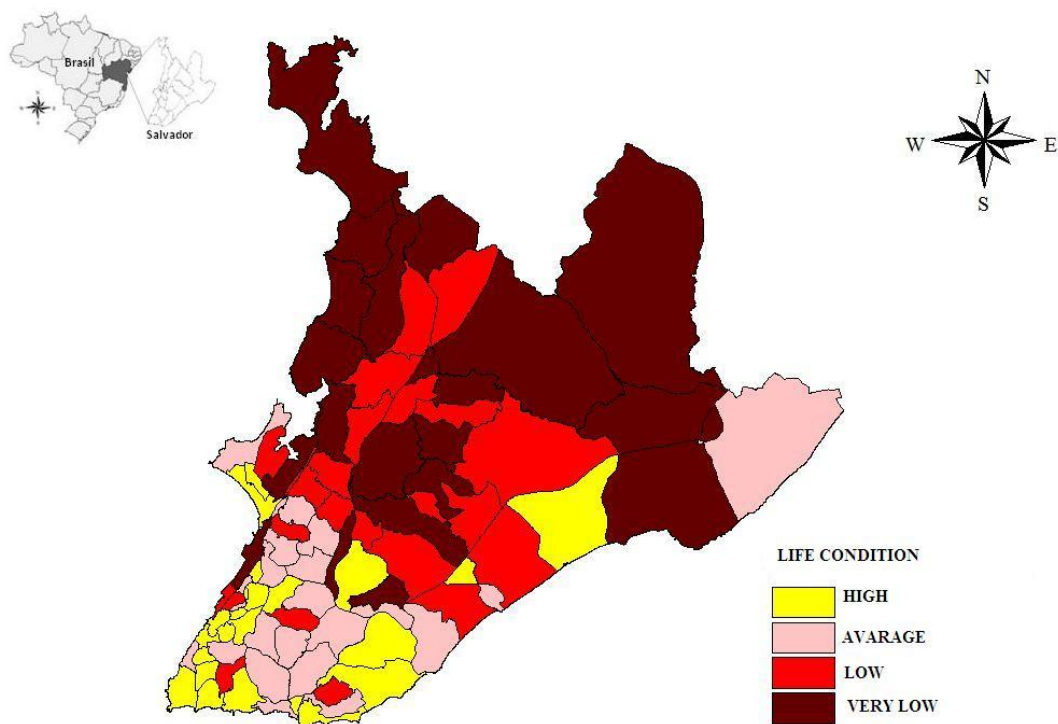 Brasil
Salvador
N
W E
S
LIFE CONDITION
HIGH
AVARAGE
LOW
VERY LOW